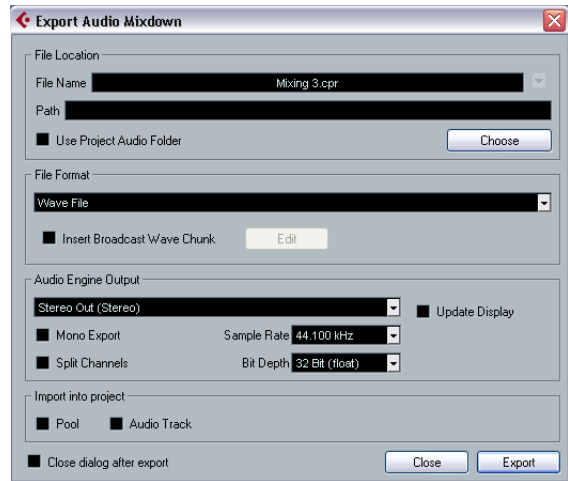 Export Audio Mixdown
File Location
File Name Mixing 3.cpr
Path
Use Project Audio Folder Choose
File Format
Wave File
Insert Broadcast Wave Chunk Edit
Audio Engine Output
Stereo Out (Stereo) Update Display
Mono Export Sample Rate 44.100 kHz
Split Channels Bit Depth 32 Bit (float)
Import into project
Pool Audio Track
Close dialog after export Close Export